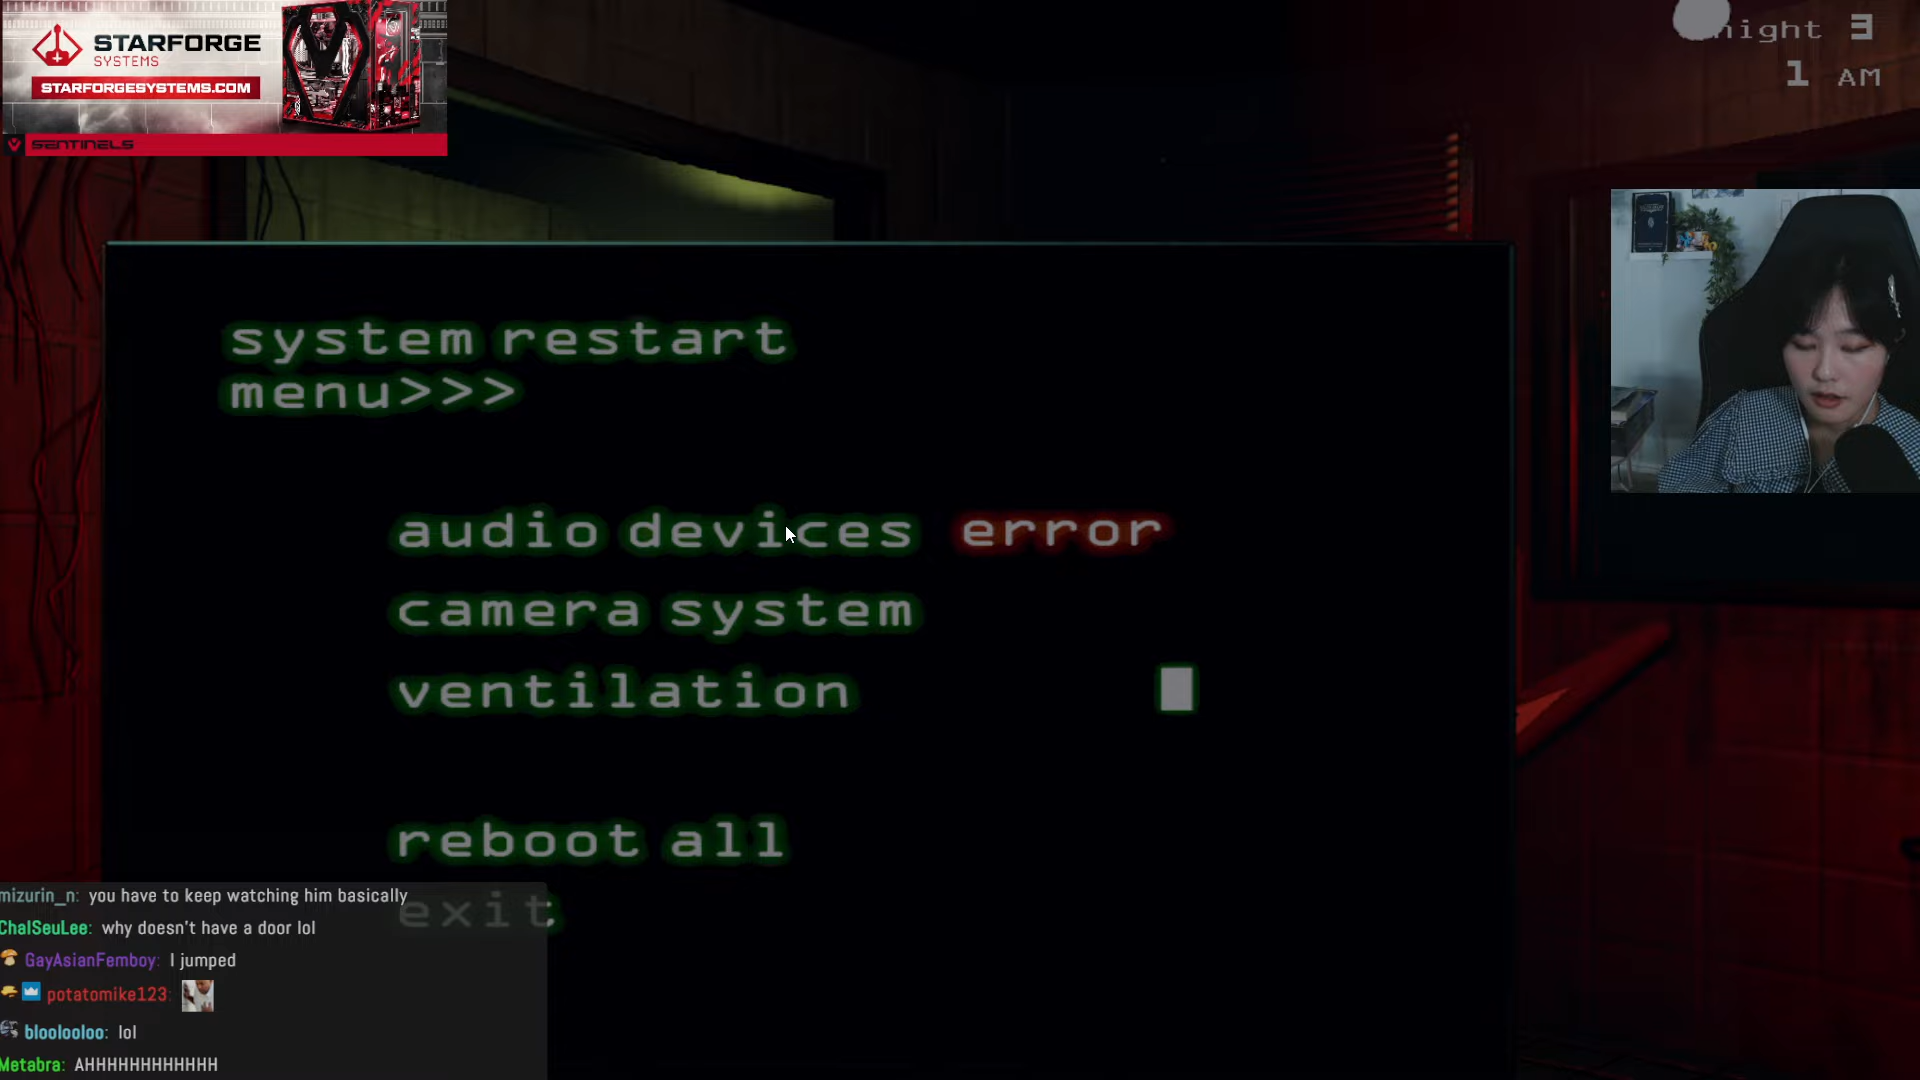 STARFORGE
SYSTEMS
STARFORGESYSTEMS.COM
SENTINELS
night 3
1 AM
system restart
menu>>>
audio devices error
camera system
ventilation
reboot all
exit
mizurin_n: you have to keep watching him basically
ChalSeuLee: why doesn't have a door lol
GayAsianFemboy: I jumped
potatomike123:
bloolooloo: lol
Metabra: AHHHHHHHHHHHH